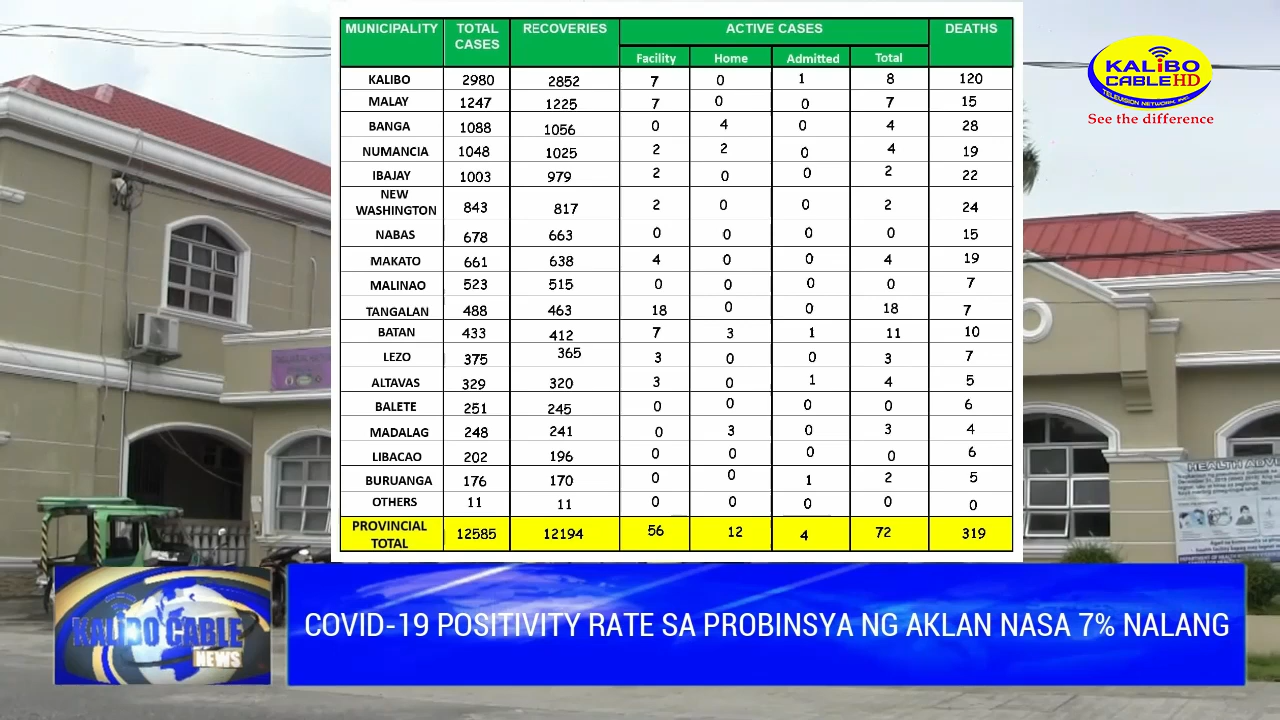 MUNICIPALITY TOTAL CASES RECOVERIES ACTIVE CASES DEATHS
Facility Home Admitted Total
KALIBO 2980 2852 7 0 1 8 120
MALAY 1247 1225 7 0 0 7 15
BANGA 1088 1056 0 4 0 4 28
NUMANCIA 1048 1025 2 2 0 4 19
IBAJAY 1003 979 2 0 0 2 22
NEW WASHINGTON 843 817 2 0 0 2 24
NABAS 678 663 0 0 0 0 15
MAKATO 661 638 4 0 0 4 19
MALINAO 523 515 0 0 0 0 7
TANGALAN 488 463 18 0 0 18 7
BATAN 433 412 7 3 1 11 10
LEZO 375 365 3 0 0 3 7
ALTAVAS 329 320 3 0 1 4 5
BALETE 251 245 0 0 0 0 6
MADALAG 248 241 0 3 0 3 4
LIBACAO 202 196 0 0 0 0 6
BURUANGA 176 170 0 0 1 2 5
OTHERS 11 11 0 0 0 0 0
PROVINCIAL TOTAL 12585 12194 56 12 4 72 319
KALiBO
CABLE HD
TELEVISION NETWORK, INC.
See the difference
HEALTH ADV
KALIBO CABLE
NEWS
COVID-19 POSITIVITY RATE SA PROBINSYA NG AKLAN NASA 7% NALANG